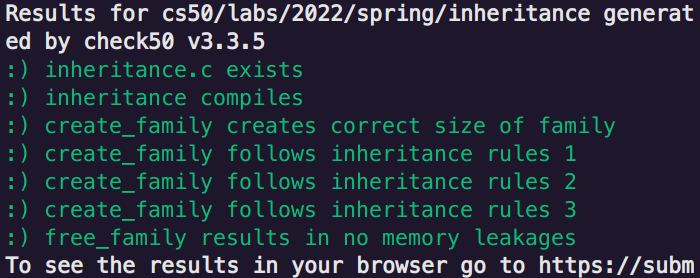 Results for cs50/labs/2022/spring/inheritance generat
ed by check50 v3.3.5
:) inheritance.c exists
:) inheritance compiles
:) create_family creates correct size of family
:) create_family follows inheritance rules 1
:) create_family follows inheritance rules 2
:) create_family follows inheritance rules 3
:) free_family results in no memory leakages
To see the results in your browser go to https://subm